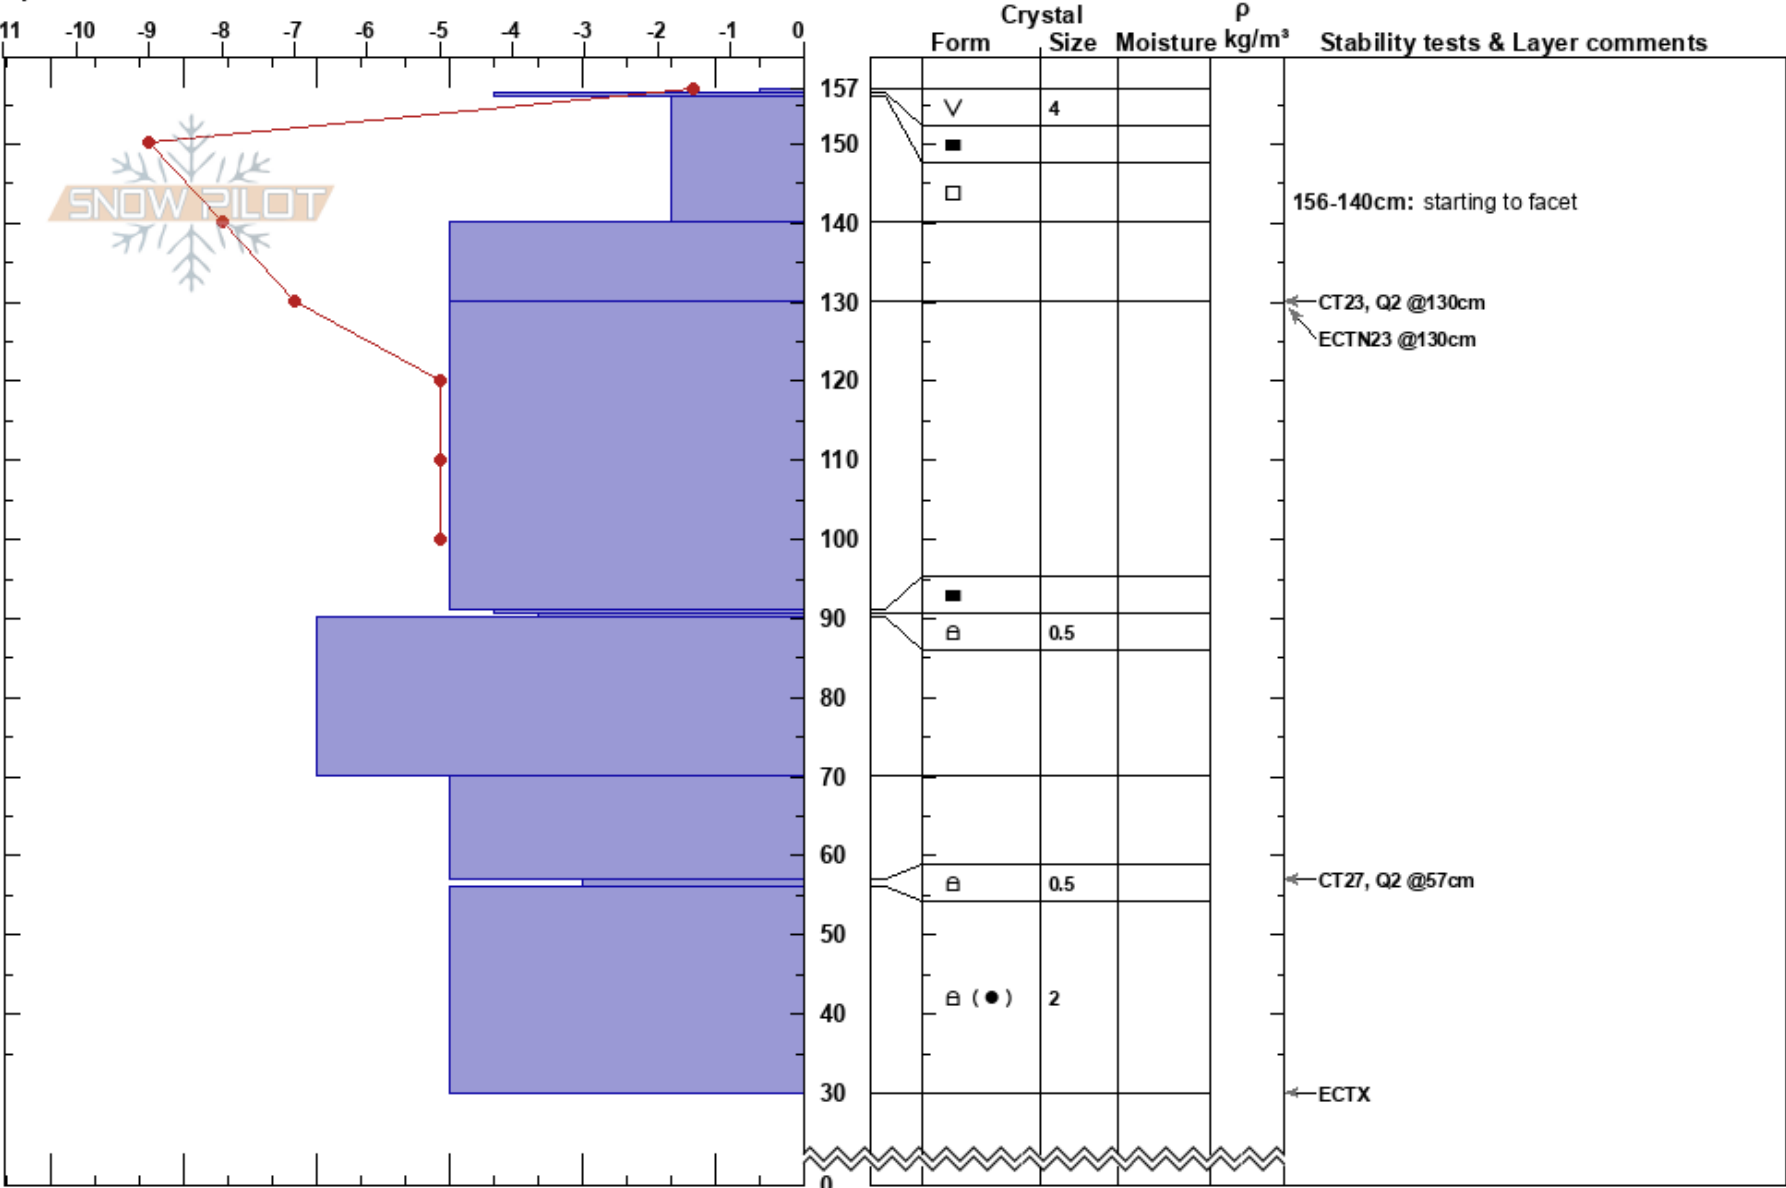 Crystal ρ
11 -10 -9 -8 -7 -6 -5 -4 -3 -2 -1 0 Form Size Moisture kg/m³ Stability tests & Layer comments
157
4
150
SNOW PILOT
156-140cm: starting to facet
140
130 CT23, Q2 @130cm
ECTN23 @130cm
120
110
100
90
0.5
80
70
60
0.5 CT27, Q2 @57cm
50
( ) 2
40
30 ECTX
0